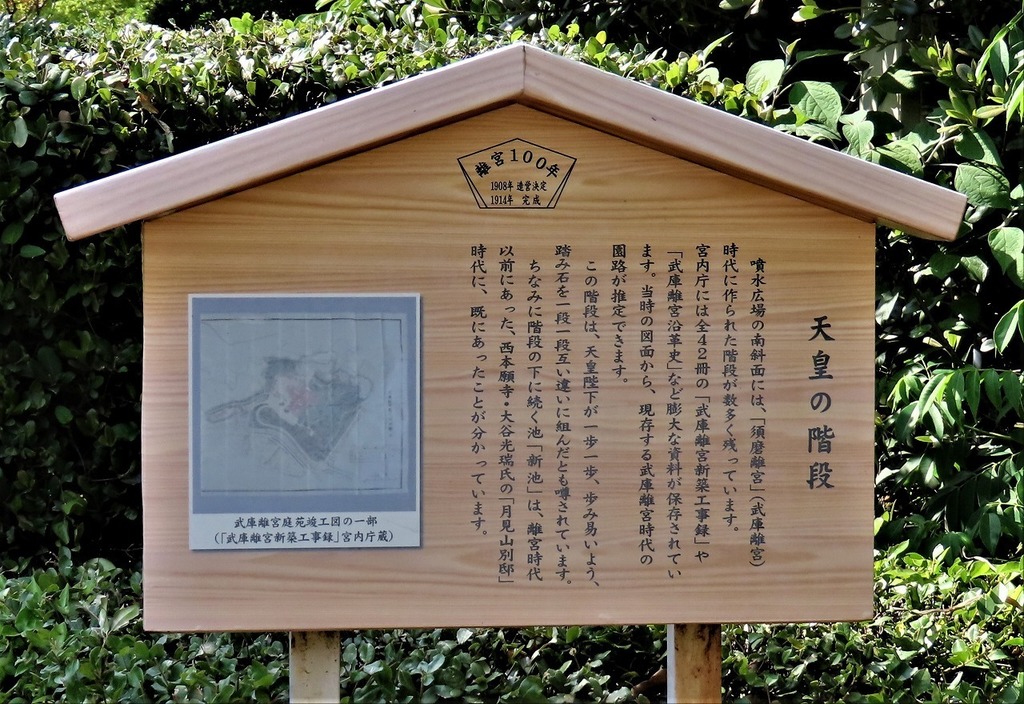 離宮100年
1908年 造営決定
1914年 完成
天皇の階段
噴水広場の南斜面には、「須磨離宮」(武庫離宮)
時代に作られた階段が数多く残っています。
宮内庁には全42冊の「武庫離宮新築工事録」や
「武庫離宮沿革史」など膨大な資料が保存されてい
ます。当時の図面から、現存する武庫離宮時代の
園路が推定できます。
この階段は、天皇陛下が一歩一歩、歩み易いよう、
踏み石を一段一段互い違いに組んだとも噂されています。
ちなみに階段の下に続く池「新池」は、離宮時代
以前にあった、西本願寺・大谷光瑞氏の「月見山別邸」
時代に、既にあったことが分かっています。
武庫離宮庭苑竣工図の一部
(「武庫離宮新築工事録」宮内庁蔵)